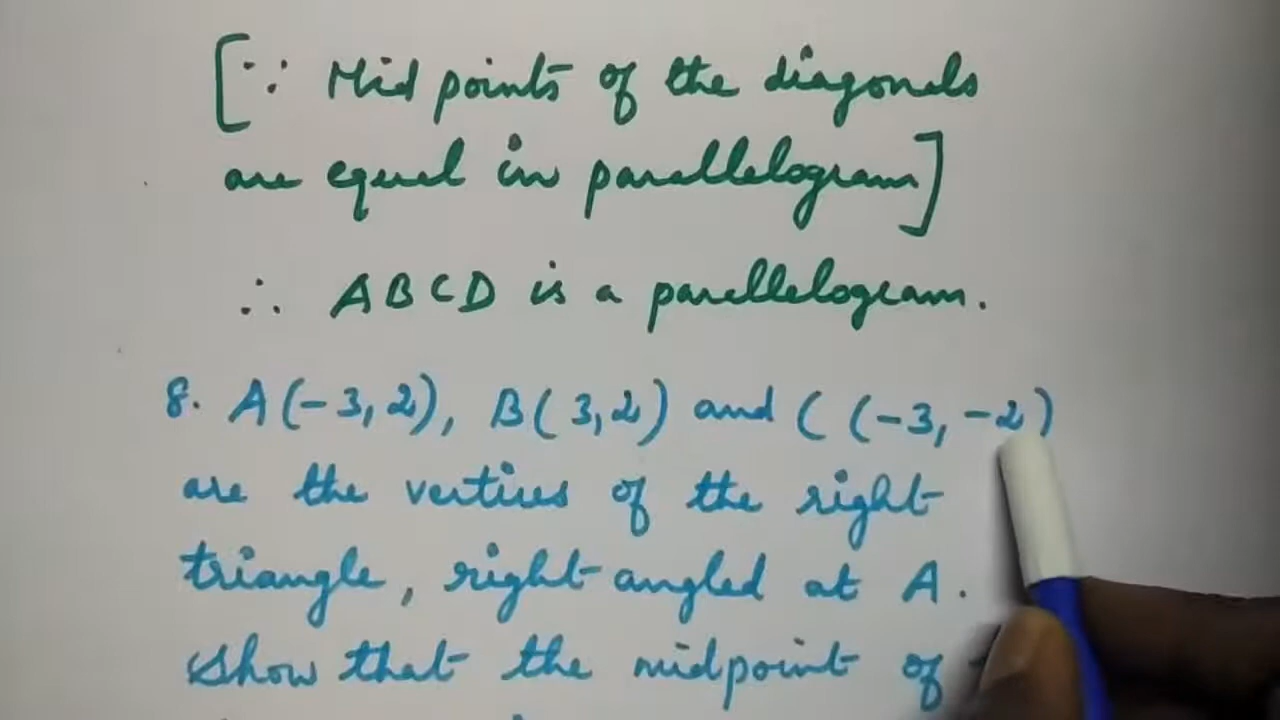 [∵ Mid points of the diagonals
are equal in parallelogram]
∴ ABCD is a parallelogram.
8. A(-3,2), B(3,2) and C (-3, -2)
are the vertices of the right
triangle, right angled at A.
Show that the midpoint of